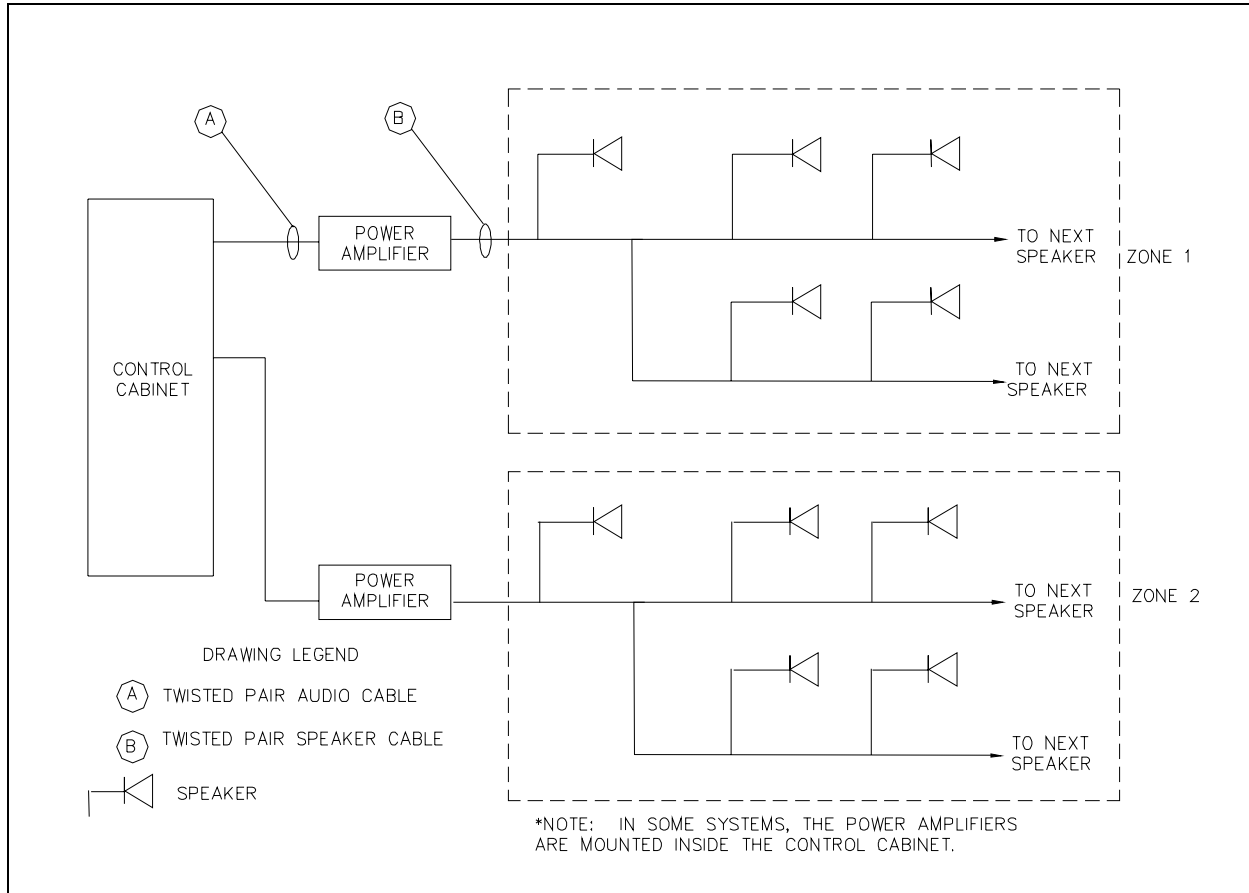 A
B
POWER
AMPLIFIER
TO NEXT
SPEAKER
ZONE 1
CONTROL
CABINET
TO NEXT
SPEAKER
POWER
AMPLIFIER
TO NEXT
SPEAKER
ZONE 2
DRAWING LEGEND
A TWISTED PAIR AUDIO CABLE
B TWISTED PAIR SPEAKER CABLE
SPEAKER
TO NEXT
SPEAKER
*NOTE: IN SOME SYSTEMS, THE POWER AMPLIFIERS
ARE MOUNTED INSIDE THE CONTROL CABINET.